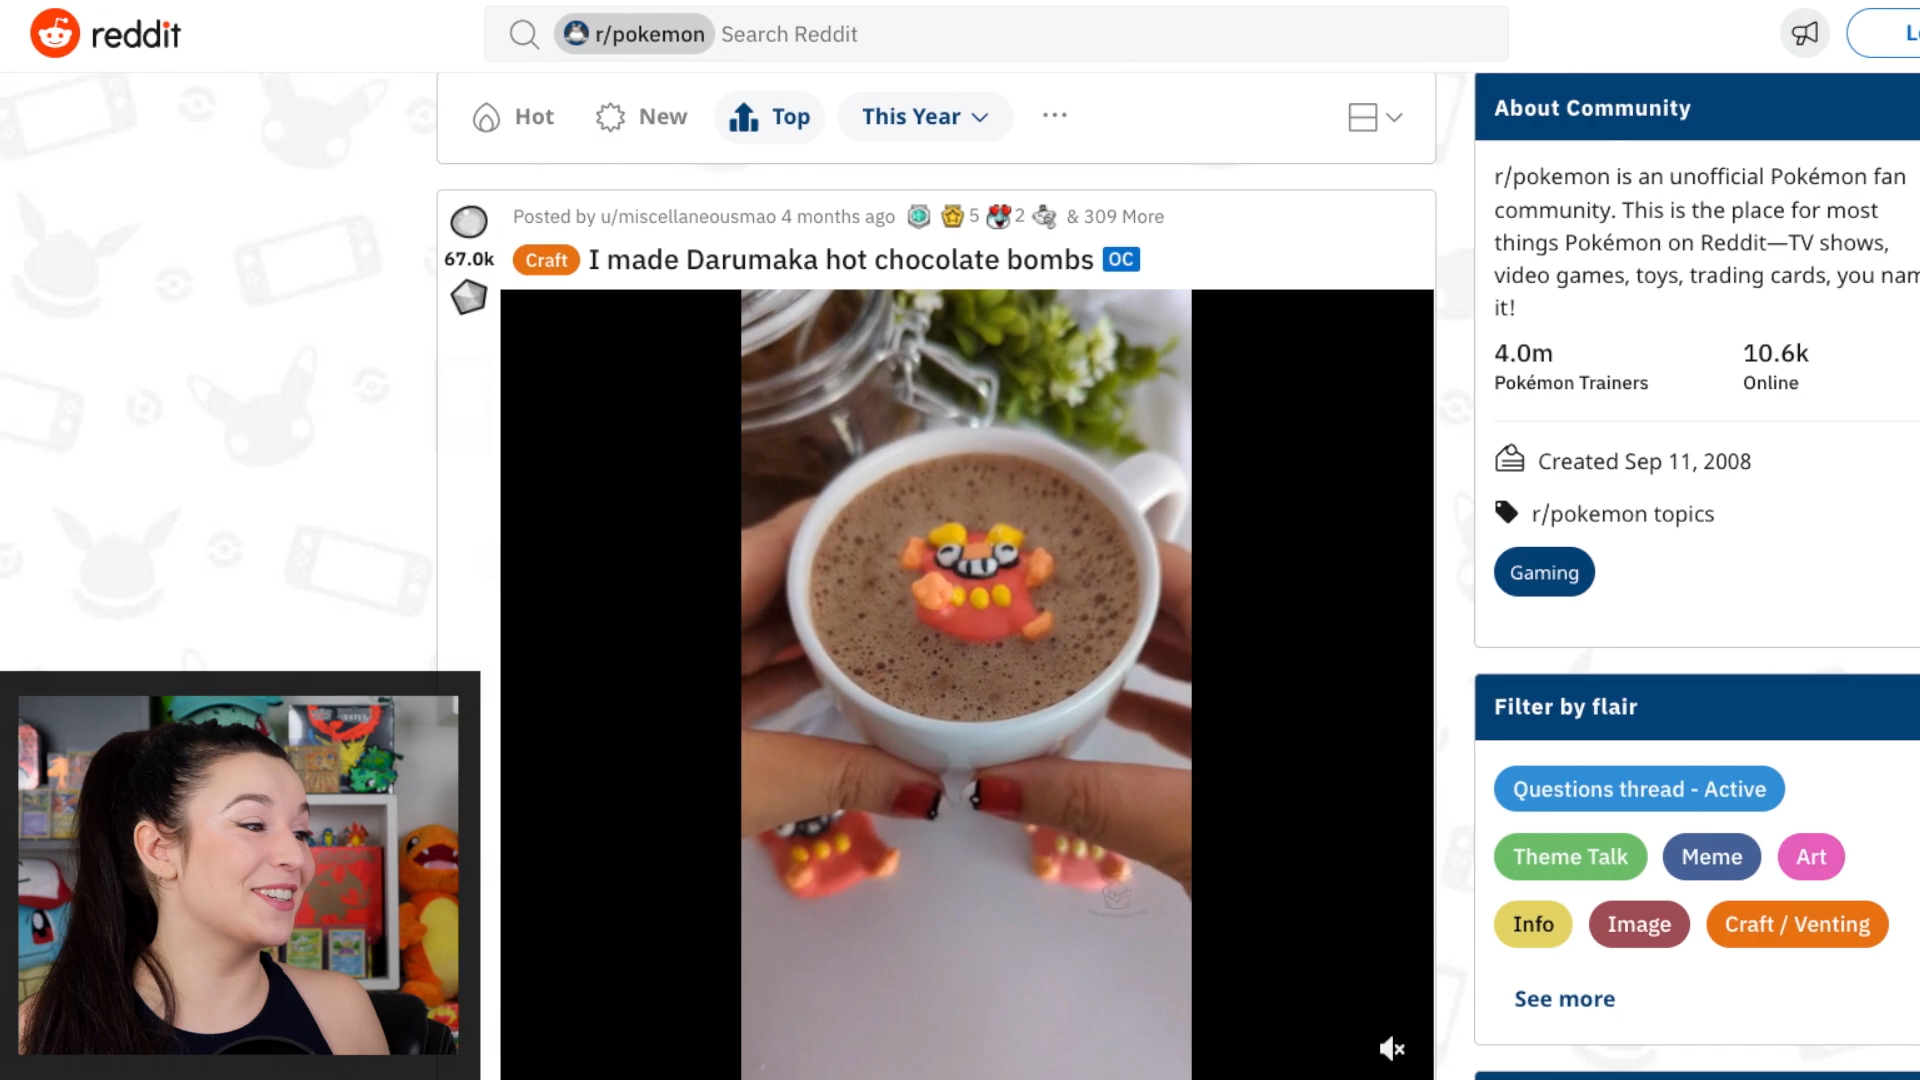 reddit
r/pokemon Search Reddit
Hot New Top This Year
Posted by u/miscellaneousmao 4 months ago 5 2 & 309 More
67.0k
Craft I made Darumaka hot chocolate bombs OC
About Community
r/pokemon is an unofficial Pokémon fan
community. This is the place for most
things Pokémon on Reddit—TV shows,
video games, toys, trading cards, you nam
it!
4.0m 10.6k
Pokémon Trainers Online
Created Sep 11, 2008
r/pokemon topics
Gaming
Filter by flair
Questions thread - Active
Theme Talk Meme Art
Info Image Craft / Venting
See more